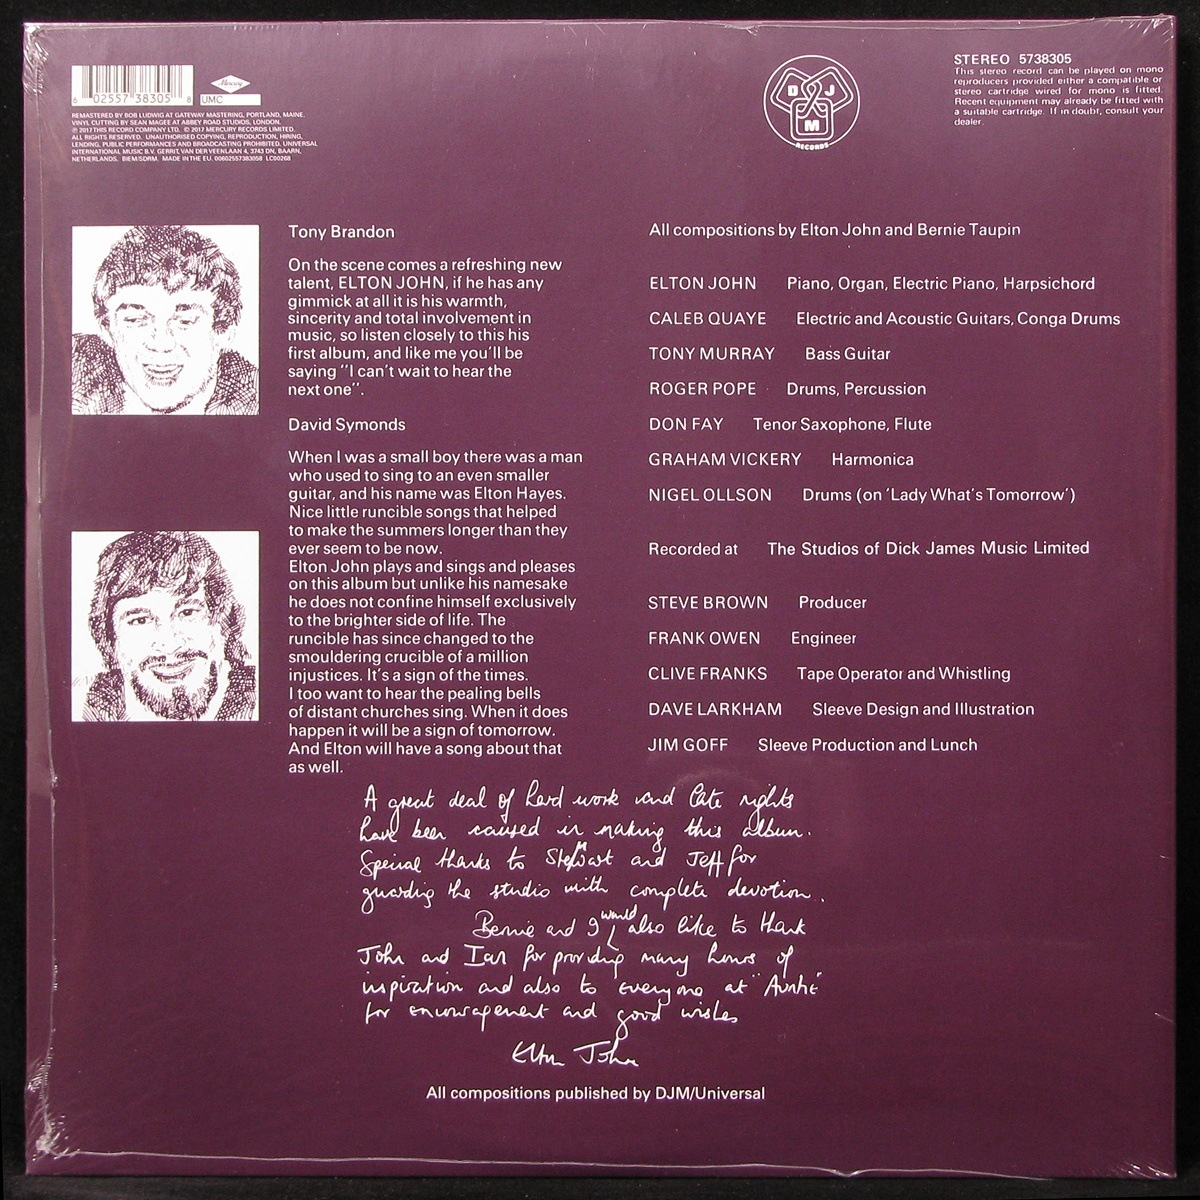 6 02557 38305 8
Mercury
UMC
REMASTERED BY BOB LUDWIG AT GATEWAY MASTERING, PORTLAND, MAINE.
VINYL CUTTING BY SEAN MAGEE AT ABBEY ROAD STUDIOS, LONDON.
℗ 2017 THIS RECORD COMPANY LTD. © 2017 MERCURY RECORDS LIMITED.
ALL RIGHTS RESERVED. UNAUTHORISED COPYING, REPRODUCTION, HIRING,
LENDING, PUBLIC PERFORMANCES AND BROADCASTING PROHIBITED. UNIVERSAL
INTERNATIONAL MUSIC B.V. GERRIT VAN DER VEENLAAN 4, 3743 DN, BAARN,
NETHERLANDS. BIEM/SDRM. MADE IN THE EU. 00602557383058 LC00268
D J
M
RECORDS
STEREO 5738305
This stereo record can be played on mono
reproducers provided either a compatible or
stereo cartridge wired for mono is fitted.
Recent equipment may already be fitted with
a suitable cartridge. If in doubt, consult your
dealer.
Tony Brandon
On the scene comes a refreshing new
talent, ELTON JOHN, if he has any
gimmick at all it is his warmth,
sincerity and total involvement in
music, so listen closely to this his
first album, and like me you'll be
saying "I can't wait to hear the
next one".
David Symonds
When I was a small boy there was a man
who used to sing to an even smaller
guitar, and his name was Elton Hayes.
Nice little runcible songs that helped
to make the summers longer than they
ever seem to be now.
Elton John plays and sings and pleases
on this album but unlike his namesake
he does not confine himself exclusively
to the brighter side of life. The
runcible has since changed to the
smouldering crucible of a million
injustices. It's a sign of the times.
I too want to hear the pealing bells
of distant churches sing. When it does
happen it will be a sign of tomorrow.
And Elton will have a song about that
as well.
All compositions by Elton John and Bernie Taupin
ELTON JOHN Piano, Organ, Electric Piano, Harpsichord
CALEB QUAYE Electric and Acoustic Guitars, Conga Drums
TONY MURRAY Bass Guitar
ROGER POPE Drums, Percussion
DON FAY Tenor Saxophone, Flute
GRAHAM VICKERY Harmonica
NIGEL OLLSON Drums (on 'Lady What's Tomorrow')
Recorded at The Studios of Dick James Music Limited
STEVE BROWN Producer
FRANK OWEN Engineer
CLIVE FRANKS Tape Operator and Whistling
DAVE LARKHAM Sleeve Design and Illustration
JIM GOFF Sleeve Production and Lunch
A great deal of hard work and late nights
have been caused in making this album.
Special thanks to Stewart and Jeff for
guarding the studio with complete devotion.
Bernie and I would also like to thank
John and Ian for providing many hours of
inspiration and also to everyone at "Auntie"
for encouragement and good wishes
Elton John
All compositions published by DJM/Universal